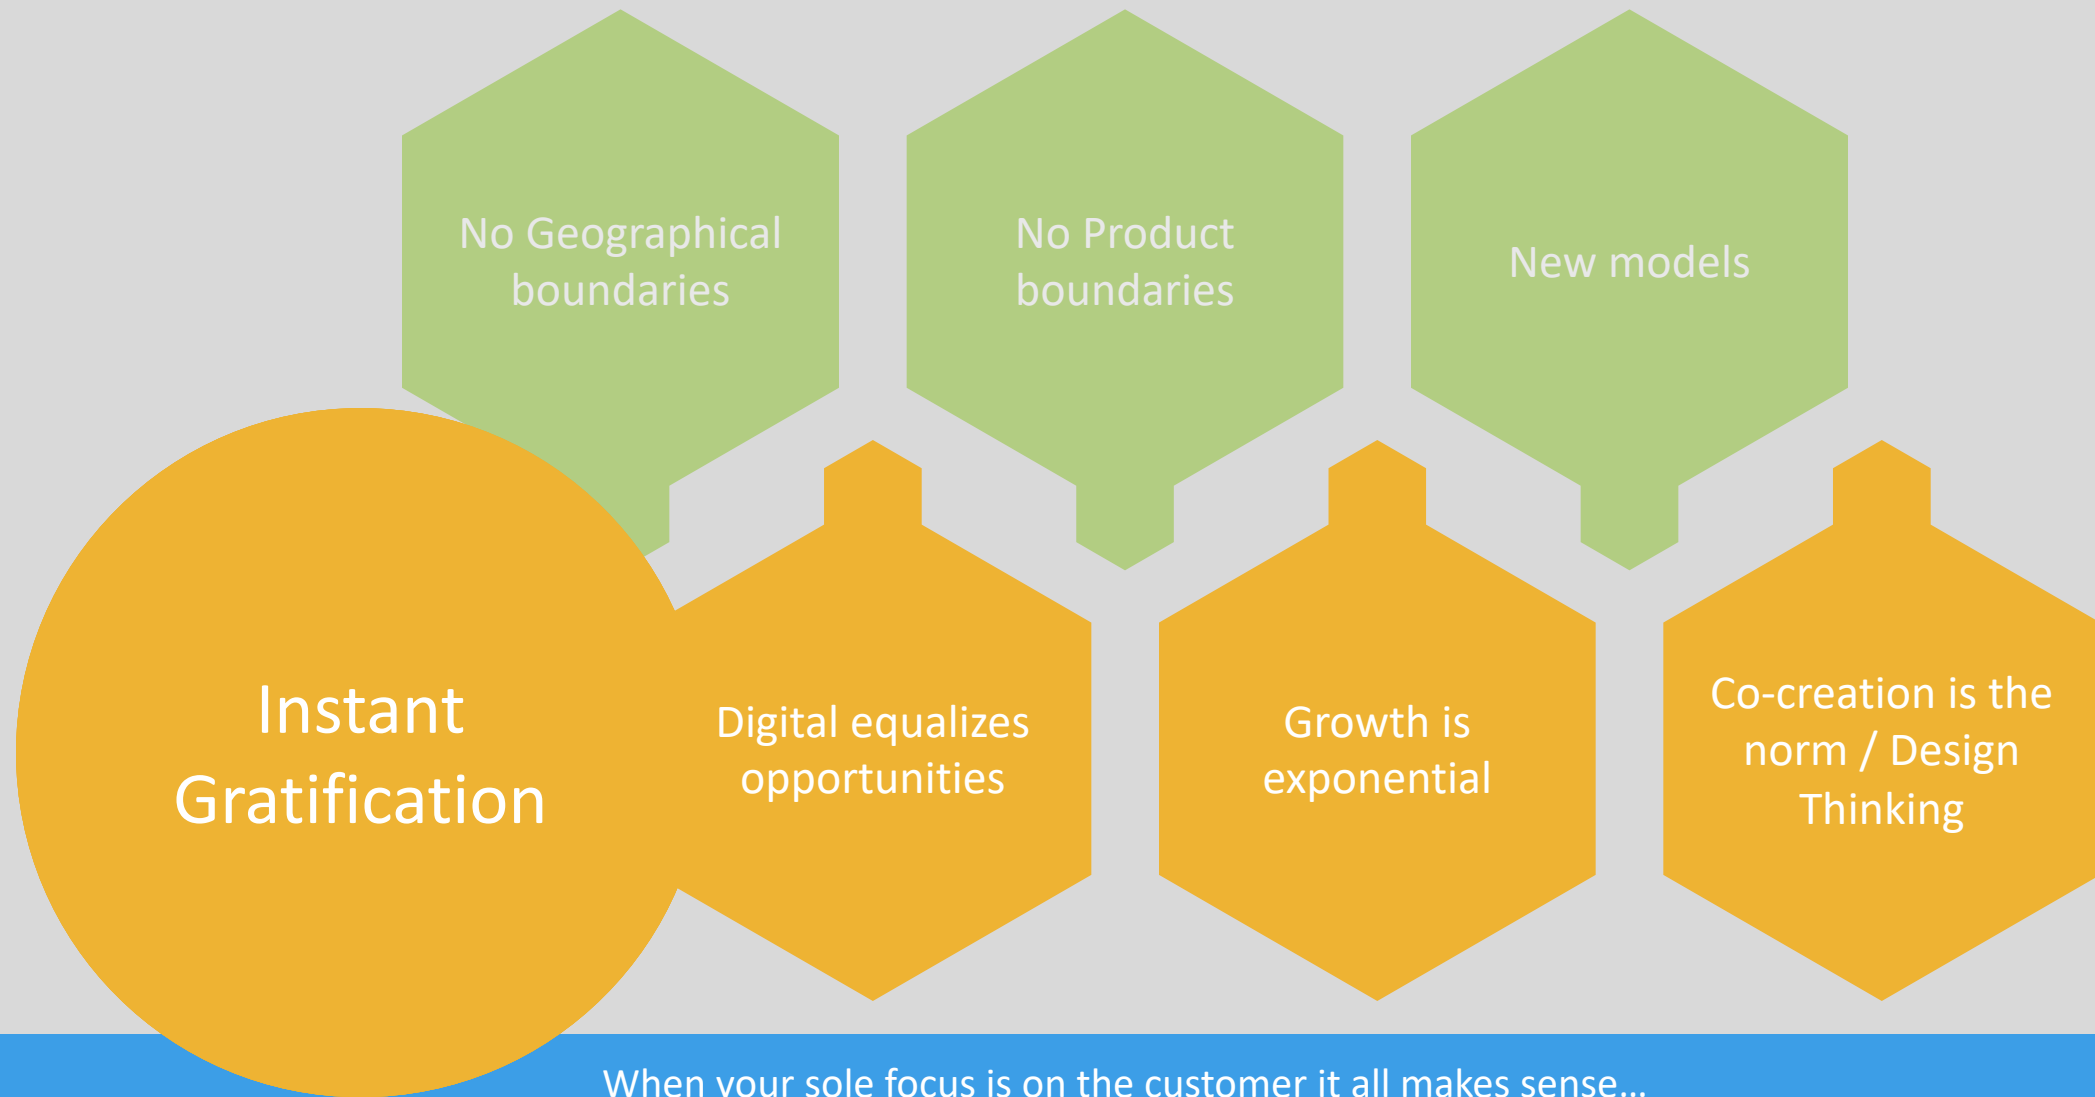 No Geographical
boundaries
No Product
boundaries
New models
Instant
Gratification
Digital equalizes
opportunities
Growth is
exponential
Co-creation is the
norm / Design
Thinking
When your sole focus is on the customer it all makes sense...